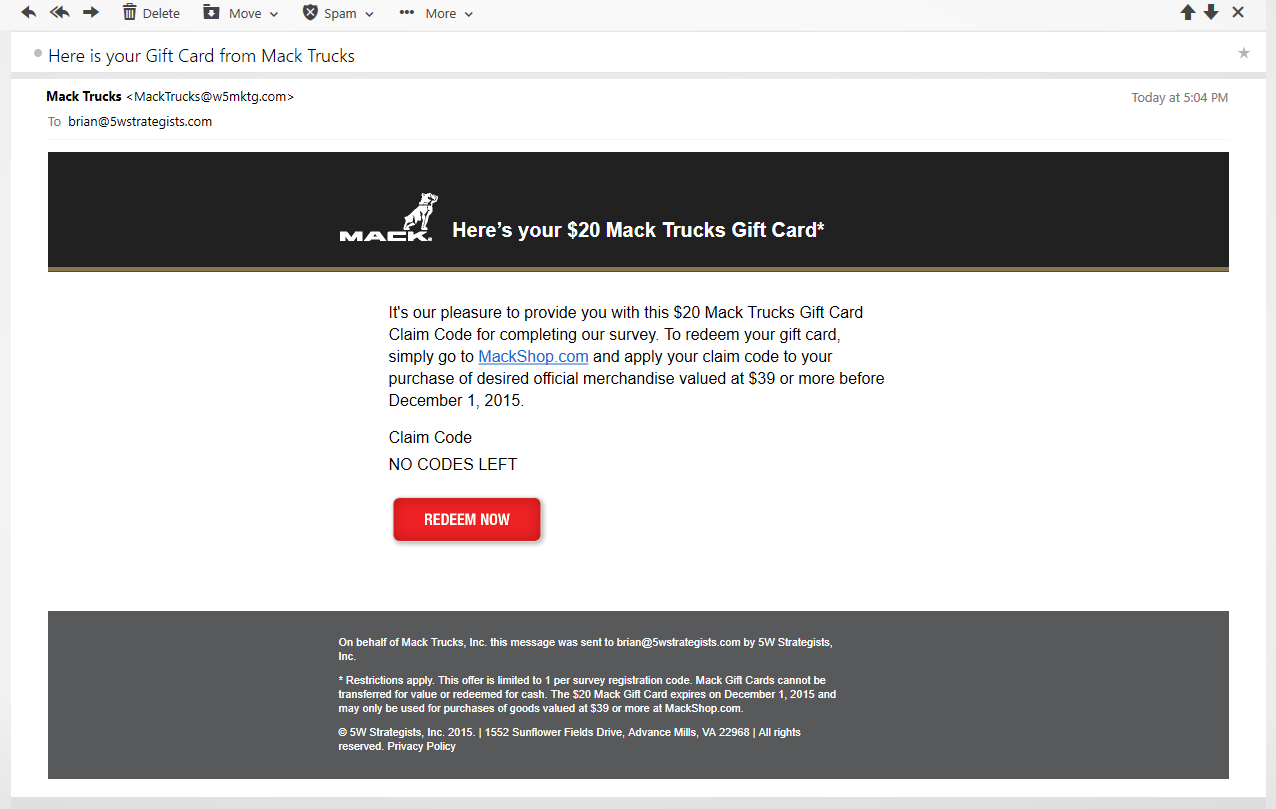 Delete Move Spam More
Here is your Gift Card from Mack Trucks
Mack Trucks <MackTrucks@w5mktg.com> Today at 5:04 PM
To brian@5wstrategists.com
MACK. Here's your $20 Mack Trucks Gift Card*
It's our pleasure to provide you with this $20 Mack Trucks Gift Card
Claim Code for completing our survey. To redeem your gift card,
simply go to MackShop.com and apply your claim code to your
purchase of desired official merchandise valued at $39 or more before
December 1, 2015.
Claim Code
NO CODES LEFT
REDEEM NOW
On behalf of Mack Trucks, Inc. this message was sent to brian@5wstrategists.com by 5W Strategists,
Inc.
* Restrictions apply. This offer is limited to 1 per survey registration code. Mack Gift Cards cannot be
transferred for value or redeemed for cash. The $20 Mack Gift Card expires on December 1, 2015 and
may only be used for purchases of goods valued at $39 or more at MackShop.com.
© 5W Strategists, Inc. 2015. | 1552 Sunflower Fields Drive, Advance Mills, VA 22968 | All rights
reserved. Privacy Policy